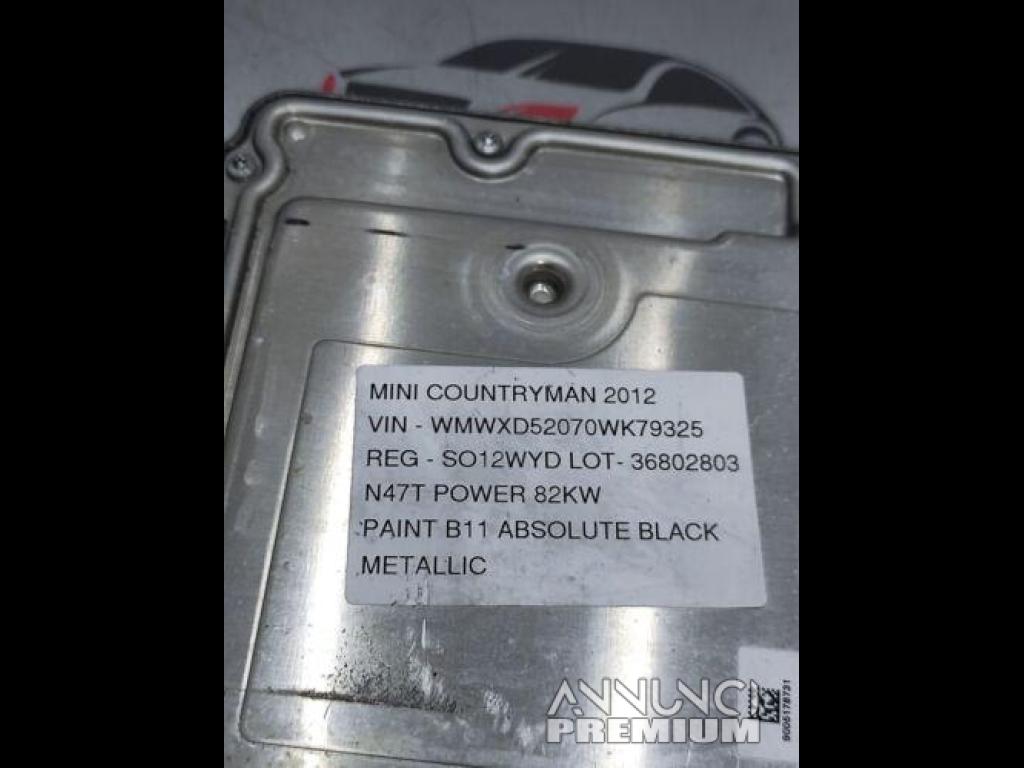 MINI COUNTRYMAN 2012
VIN - WMWXD52070WK79325
REG - SO12WYD LOT- 36802803
N47T POWER 82KW
PAINT B11 ABSOLUTE BLACK
METALLIC
ANNUNCI
PREMIUM
9005178731